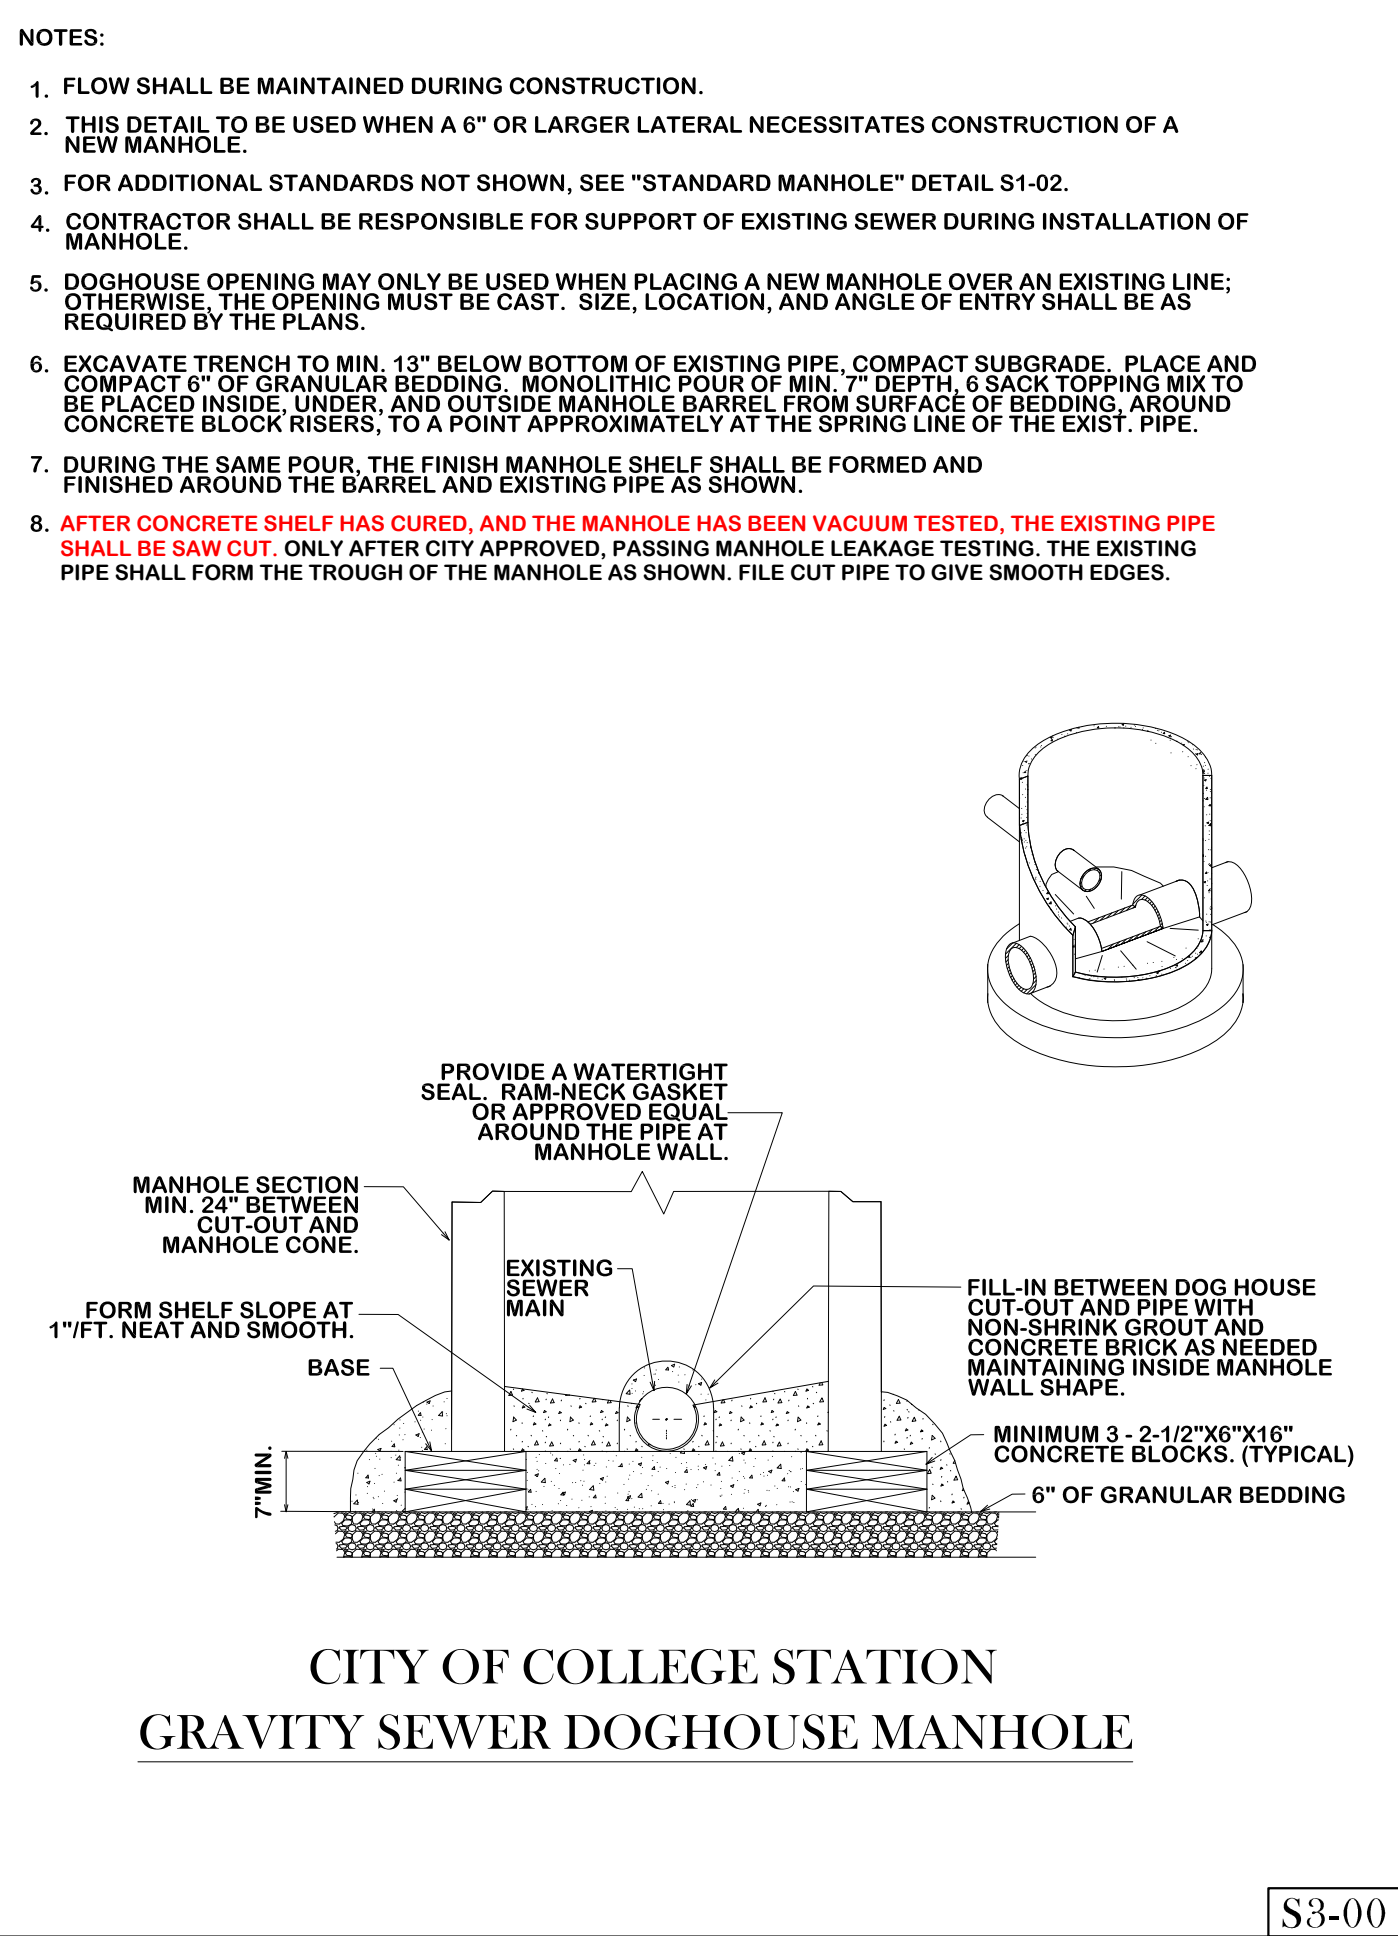 NOTES:
1. FLOW SHALL BE MAINTAINED DURING CONSTRUCTION.
2. THIS DETAIL TO BE USED WHEN A 6" OR LARGER LATERAL NECESSITATES CONSTRUCTION OF A
NEW MANHOLE.
3. FOR ADDITIONAL STANDARDS NOT SHOWN, SEE "STANDARD MANHOLE" DETAIL S1-02.
4. CONTRACTOR SHALL BE RESPONSIBLE FOR SUPPORT OF EXISTING SEWER DURING INSTALLATION OF
MANHOLE.
5. DOGHOUSE OPENING MAY ONLY BE USED WHEN PLACING A NEW MANHOLE OVER AN EXISTING LINE;
OTHERWISE, THE OPENING MUST BE CAST. SIZE, LOCATION, AND ANGLE OF ENTRY SHALL BE AS
REQUIRED BY THE PLANS.
6. EXCAVATE TRENCH TO MIN. 13" BELOW BOTTOM OF EXISTING PIPE, COMPACT SUBGRADE. PLACE AND
COMPACT 6" OF GRANULAR BEDDING. MONOLITHIC POUR OF MIN. 7" DEPTH, 6 SACK TOPPING MIX TO
BE PLACED INSIDE, UNDER, AND OUTSIDE MANHOLE BARREL FROM SURFACE OF BEDDING, AROUND
CONCRETE BLOCK RISERS, TO A POINT APPROXIMATELY AT THE SPRING LINE OF THE EXIST. PIPE.
7. DURING THE SAME POUR, THE FINISH MANHOLE SHELF SHALL BE FORMED AND
FINISHED AROUND THE BARREL AND EXISTING PIPE AS SHOWN.
8. AFTER CONCRETE SHELF HAS CURED, AND THE MANHOLE HAS BEEN VACUUM TESTED, THE EXISTING PIPE
SHALL BE SAW CUT. ONLY AFTER CITY APPROVED, PASSING MANHOLE LEAKAGE TESTING. THE EXISTING
PIPE SHALL FORM THE TROUGH OF THE MANHOLE AS SHOWN. FILE CUT PIPE TO GIVE SMOOTH EDGES.
PROVIDE A WATERTIGHT
SEAL. RAM-NECK GASKET
OR APPROVED EQUAL
AROUND THE PIPE AT
MANHOLE WALL.
MANHOLE SECTION
MIN. 24" BETWEEN
CUT-OUT AND
MANHOLE CONE.
EXISTING
SEWER
MAIN
FILL-IN BETWEEN DOG HOUSE
CUT-OUT AND PIPE WITH
NON-SHRINK GROUT AND
CONCRETE BRICK AS NEEDED
MAINTAINING INSIDE MANHOLE
WALL SHAPE.
FORM SHELF SLOPE AT
1"/FT. NEAT AND SMOOTH.
BASE
MINIMUM 3 - 2-1/2"X6"X16"
CONCRETE BLOCKS. (TYPICAL)
7"MIN.
6" OF GRANULAR BEDDING
CITY OF COLLEGE STATION
GRAVITY SEWER DOGHOUSE MANHOLE
S3-00